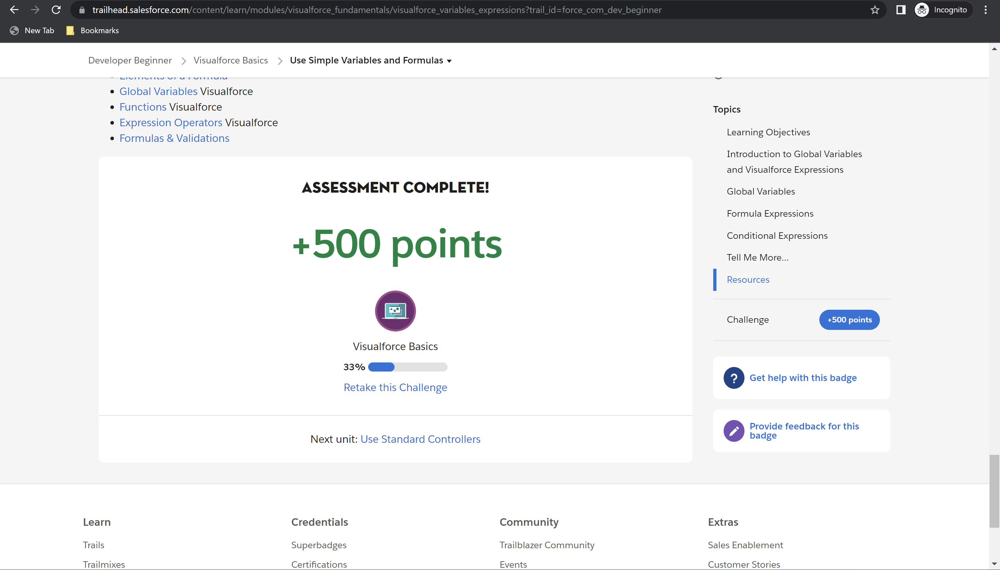 trailhead.salesforce.com/content/learn/modules/visualforce_fundamentals/visualforce_variables_expressions?trail_id=force_com_dev_beginner
Incognito
New Tab
Bookmarks
Developer Beginner
Visualforce Basics
Use Simple Variables and Formulas
Elements of a Formula
Global Variables Visualforce
Functions Visualforce
Expression Operators Visualforce
Formulas & Validations
ASSESSMENT COMPLETE!
+500 points
Visualforce Basics
33%
Retake this Challenge
Next unit: Use Standard Controllers
Topics
Learning Objectives
Introduction to Global Variables
and Visualforce Expressions
Global Variables
Formula Expressions
Conditional Expressions
Tell Me More...
Resources
Challenge
+500 points
?
Get help with this badge
Provide feedback for this
badge
Learn
Trails
Trailmixes
Credentials
Superbadges
Certifications
Community
Trailblazer Community
Events
Extras
Sales Enablement
Customer Stories